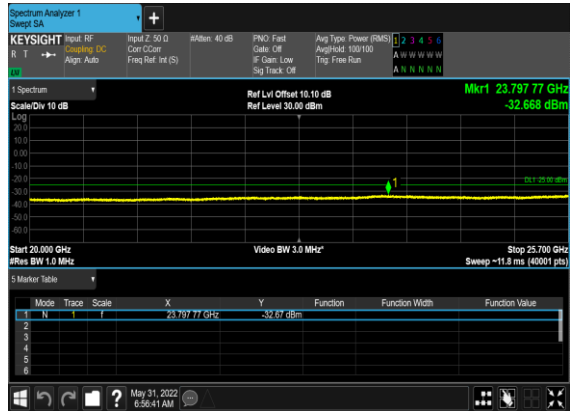 Spectrum Analyzer 1
Swept SA
+
KEYSIGHT Input: RF Input Z: 50 Ω #Atten: 40 dB PNO: Fast Avg Type: Power (RMS) 1 2 3 4 5 6
R T Coupling: DC Corr CCorr Gate: Off Avg|Hold: 100/100 A W W W W W
Align: Auto Freq Ref: Int (S) IF Gain: Low Trig: Free Run
LW Sig Track: Off A N N N N N
1 Spectrum Ref Lvl Offset 10.10 dB Mkr1 23.797 77 GHz
Scale/Div 10 dB Ref Level 30.00 dBm -32.668 dBm
Log
20.0
10.0
0.00
-10.0
-20.0
1
DL1 -25.00 dBm
-30.0
-40.0
-50.0
-60.0
Start 20.000 GHz Video BW 3.0 MHz* Stop 25.700 GHz
#Res BW 1.0 MHz Sweep ~11.8 ms (40001 pts)
5 Marker Table
Mode Trace Scale X Y Function Function Width Function Value
1 N 1 f 23.797 77 GHz -32.67 dBm
2
3
4
5
6
? May 31, 2022
6:56:41 AM